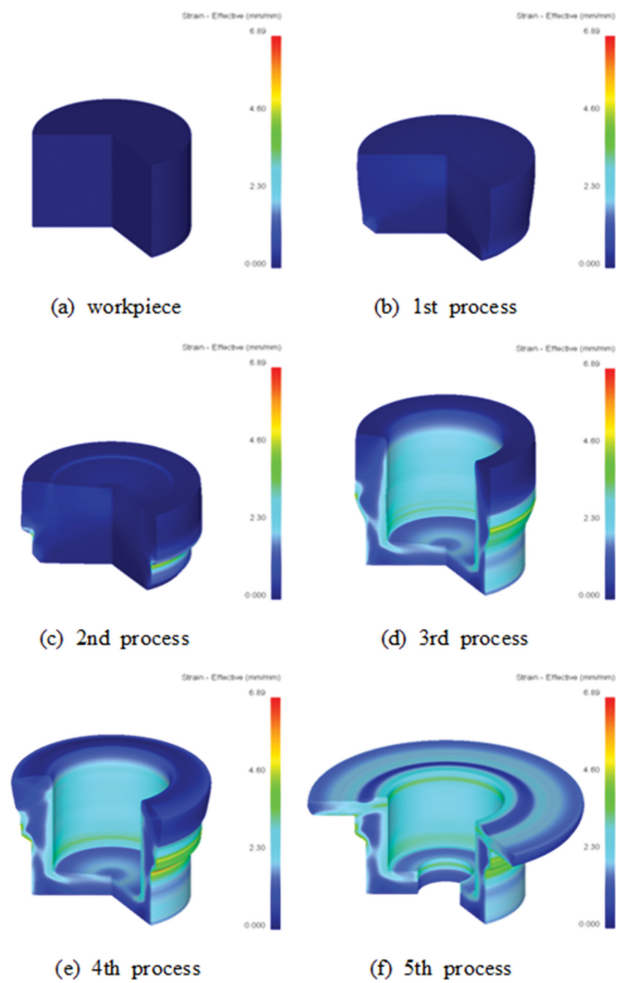 Strain - Effective (mm/mm)
6.89
4.60
2.30
0.000
(a) workpiece
Strain - Effective (mm/mm)
6.89
4.60
2.30
0.000
(b) 1st process
Strain - Effective (mm/mm)
6.89
4.60
2.30
0.000
(c) 2nd process
Strain - Effective (mm/mm)
6.89
4.60
2.30
0.000
(d) 3rd process
Strain - Effective (mm/mm)
6.89
4.60
2.30
0.000
(e) 4th process
Strain - Effective (mm/mm)
6.89
4.60
2.30
0.000
(f) 5th process